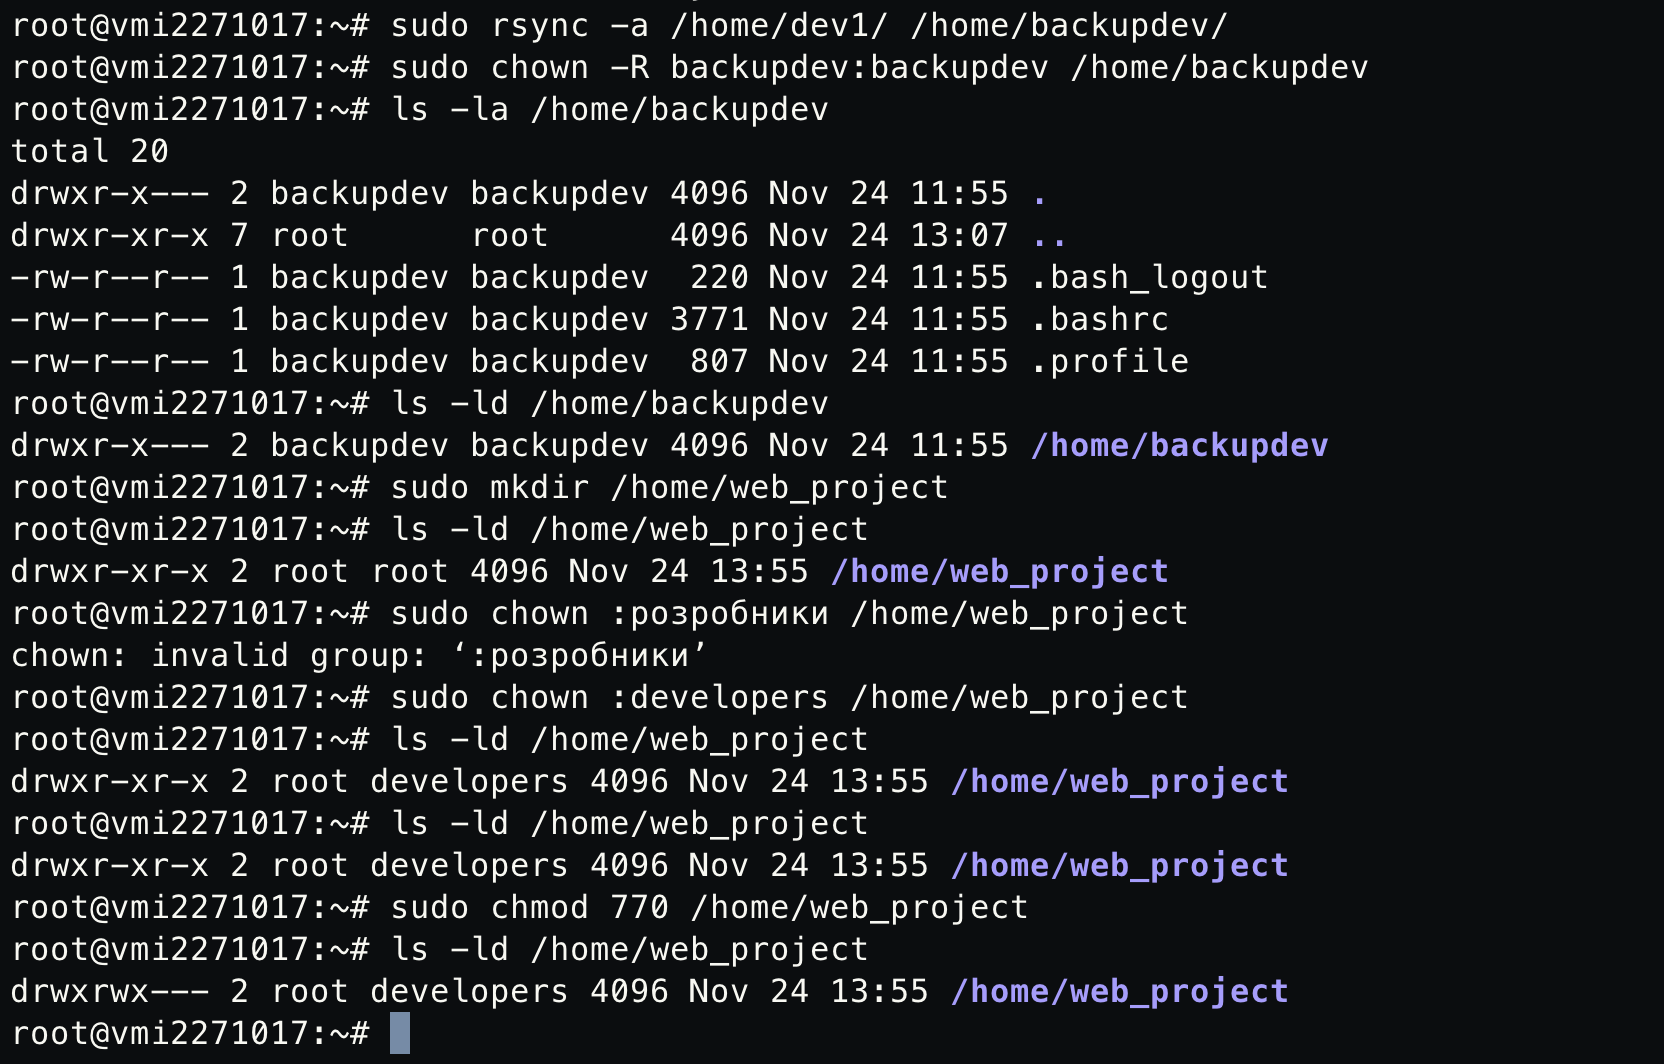 root@vmi2271017:~# sudo rsync -a /home/dev1/ /home/backupdev/
root@vmi2271017:~# sudo chown -R backupdev:backupdev /home/backupdev
root@vmi2271017:~# ls -la /home/backupdev
total 20
drwxr-x--- 2 backupdev backupdev 4096 Nov 24 11:55 .
drwxr-xr-x 7 root      root      4096 Nov 24 13:07 ..
-rw-r--r-- 1 backupdev backupdev  220 Nov 24 11:55 .bash_logout
-rw-r--r-- 1 backupdev backupdev 3771 Nov 24 11:55 .bashrc
-rw-r--r-- 1 backupdev backupdev  807 Nov 24 11:55 .profile
root@vmi2271017:~# ls -ld /home/backupdev
drwxr-x--- 2 backupdev backupdev 4096 Nov 24 11:55 /home/backupdev
root@vmi2271017:~# sudo mkdir /home/web_project
root@vmi2271017:~# ls -ld /home/web_project
drwxr-xr-x 2 root root 4096 Nov 24 13:55 /home/web_project
root@vmi2271017:~# sudo chown :розробники /home/web_project
chown: invalid group: ‘:розробники’
root@vmi2271017:~# sudo chown :developers /home/web_project
root@vmi2271017:~# ls -ld /home/web_project
drwxr-xr-x 2 root developers 4096 Nov 24 13:55 /home/web_project
root@vmi2271017:~# ls -ld /home/web_project
drwxr-xr-x 2 root developers 4096 Nov 24 13:55 /home/web_project
root@vmi2271017:~# sudo chmod 770 /home/web_project
root@vmi2271017:~# ls -ld /home/web_project
drwxrwx--- 2 root developers 4096 Nov 24 13:55 /home/web_project
root@vmi2271017:~#